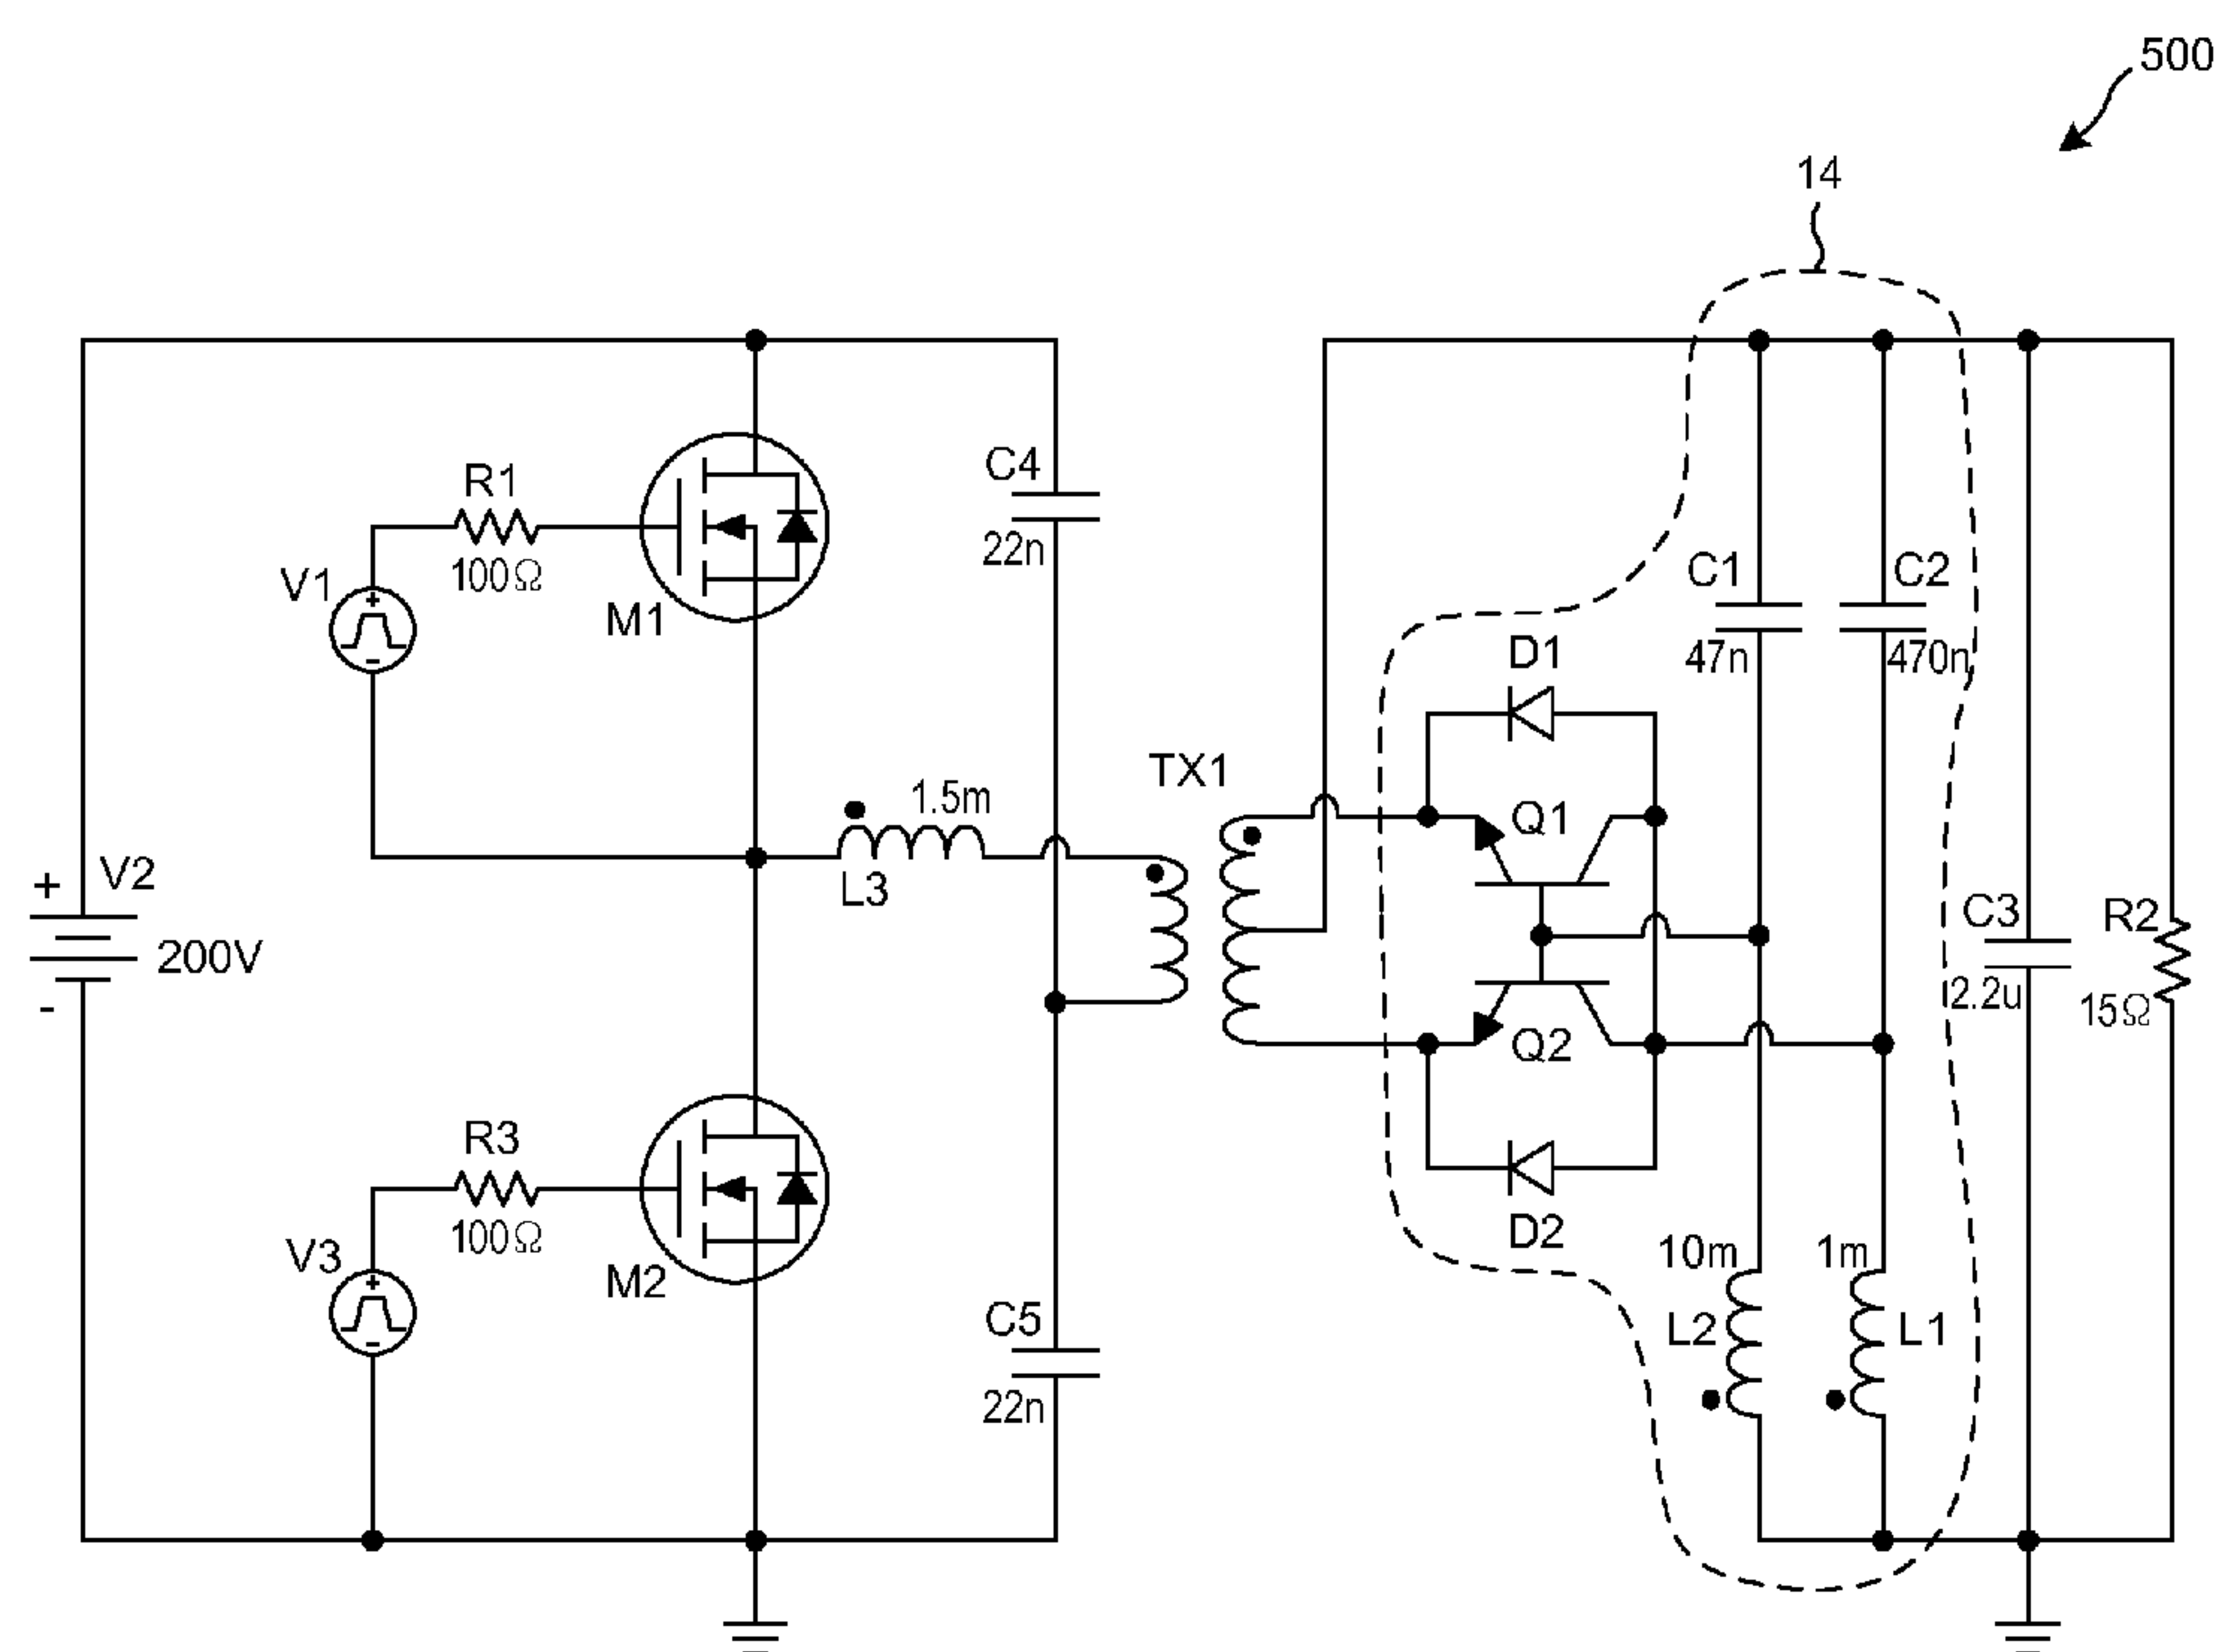 500
14
R1
100Ω
V1
M1
C4
22n
C1
47n
C2
470n
D1
TX1
Q1
1.5m
L3
+
V2
200V
-
C3
2.2u
R2
15Ω
Q2
R3
100Ω
V3
M2
D2
10m
1m
L2
L1
C5
22n
+
-
+
-